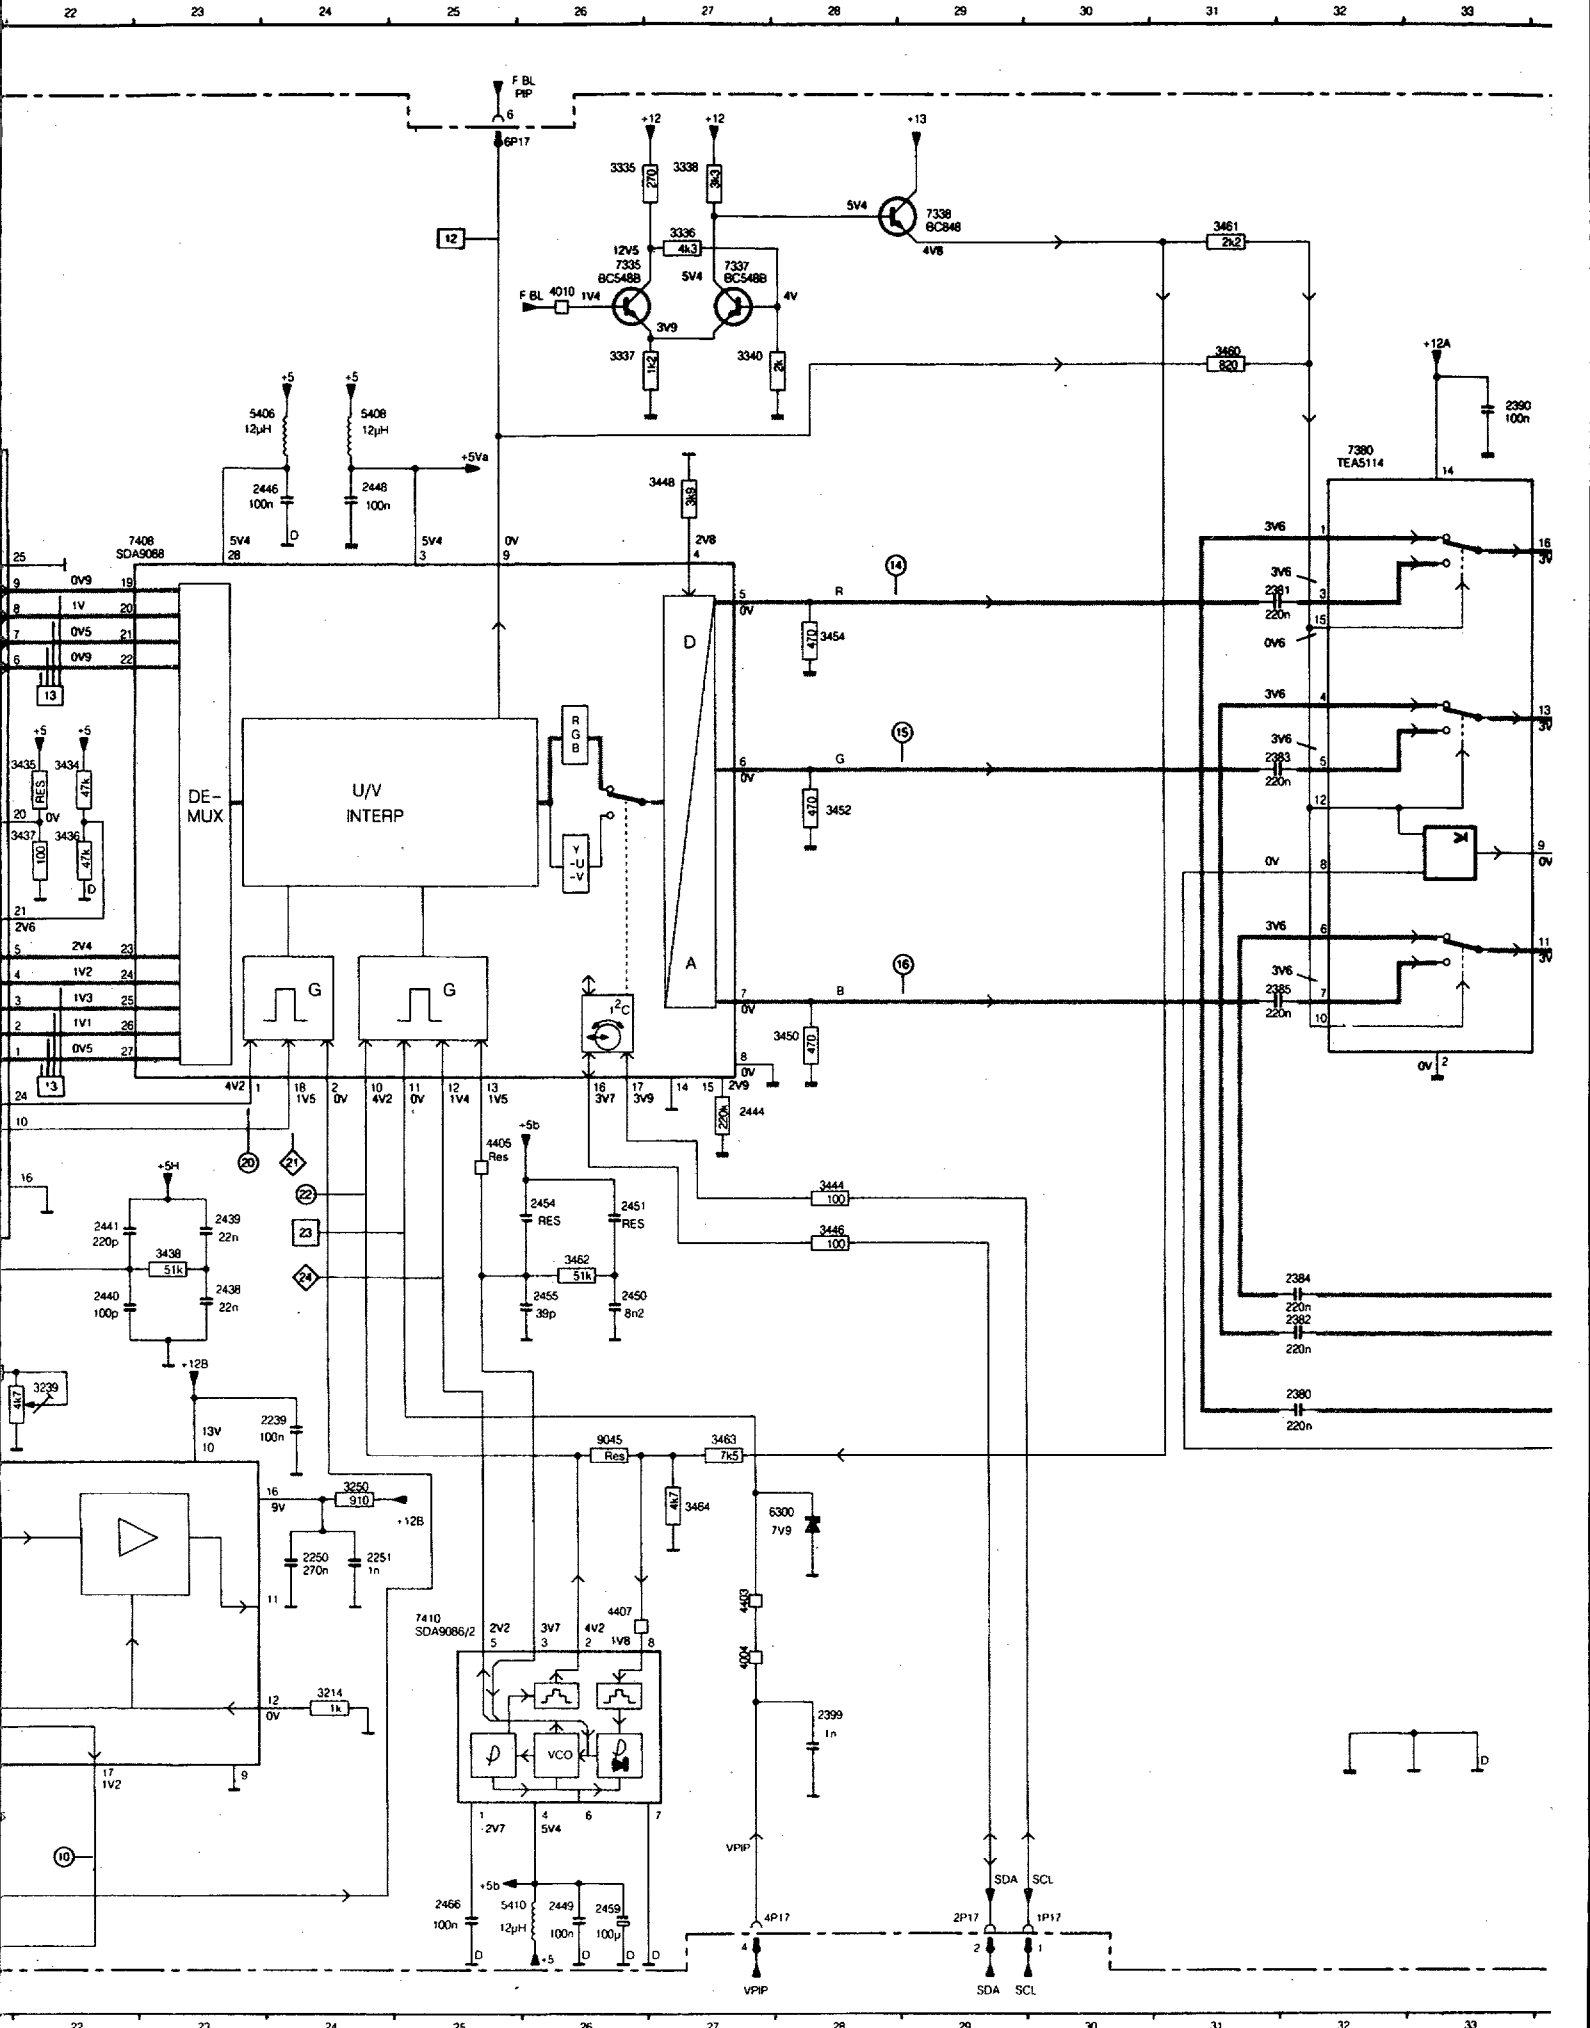 22 23 24 25 26 27 28 29 30 31 32 33
22
F BL
PIP
6
6P17
+12 +12 +13
3335 270 3338 3k3
5V4
7338
BC848
4V8
3461
2k2
12
3336
4k3
12V5
7335
BC548B
5V4
7337
BC548B
F BL 4010 1V4
4V
3V9
3337 1k2
3340 2k
3460
820
+12A
2390
100n
+5 +5
5406
12µH
5408
12µH
+5Va
2446
100n
D
2448
100n
3448 3k9
7380
TEA5114
14
7408
SDA9088
5V4
28
5V4
3
0V
9
2V8
4
25
9 0V9 19
8 1V 20
7 0V5 21
6 0V9 22
13
14
5
0V
R
3454
470
3V6 1
3V6
2381
220n
3
15
0V6
16
3V
D
RGB
+5 +5
3435 RES
3434 47k
20 0V
3437 100
3436 47k
D
21
2V6
DE-
MUX
U/V
INTERP
Y
-U
-V
15
6
0V
G
3452
470
3V6 4
3V6
2383
220n
5
12
13
3V
0V 8
9
0V
5 2V4 23
4 1V2 24
3 1V3 25
2 1V1 26
1 0V5 27
13
G G
I²C
A
16
7
0V
B
3450
470
8
0V
3V6 6
3V6
2385
220n
7
10
11
3V
0V 2
24
10
4V2 1
18
1V5
2
0V
10
4V2
11
0V
12
1V4
13
1V5
16
3V7
17
3V9
14
15
2V9
220k 2444
20 21
22
23
24
16
+5H
2441
220p
2439
22n
3438
51k
2440
100p
2438
22n
4405
Res
+5b
2454
RES
2451
RES
3462
51k
2455
39p
2450
8n2
3444
100
3446
100
2384
220n
2382
220n
2380
220n
3239
4k7
+12B
13V
10
2239
100n
9045
Res
3463
7k5
3464
4k7
6300
7V9
16
9V
3250
910
+12B
2250
270n
2251
1n
11
12
0V
3214
1k
17
1V2
9
10
7410
SDA9086/2
2V2
5
3V7
3
4V2
2
4407
1V8
8
4403
4004
VCO
1
2V7
4
5V4
6
7
2399
1n
VPIP
D
+5b
2466
100n
5410
12µH
2449
100n
2459
100µ
D D D D
+5
4P17
4
VPIP
SDA SCL
2P17 1P17
2 1
SDA SCL
22 23 24 25 26 27 28 29 30 31 32 33